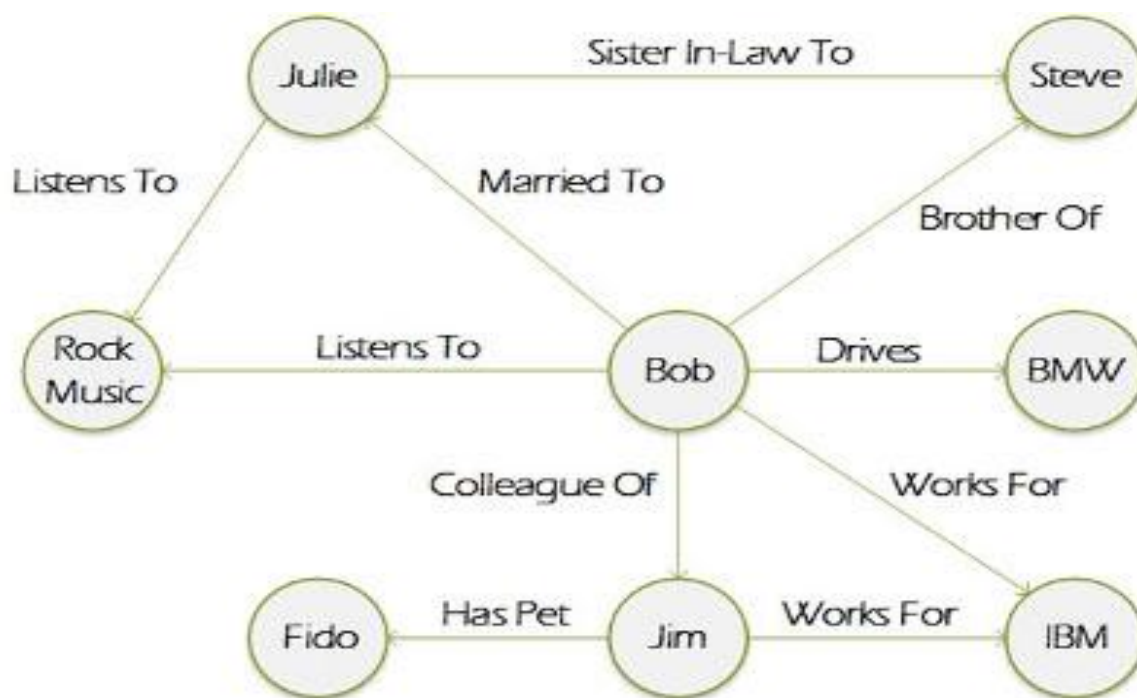 Sister In-Law To
Julie
Steve
Listens To
Married To
Brother Of
Rock
Music
Listens To
Bob
Drives
BMW
Colleague Of
Works For
Fido
Has Pet
Jim
Works For
IBM